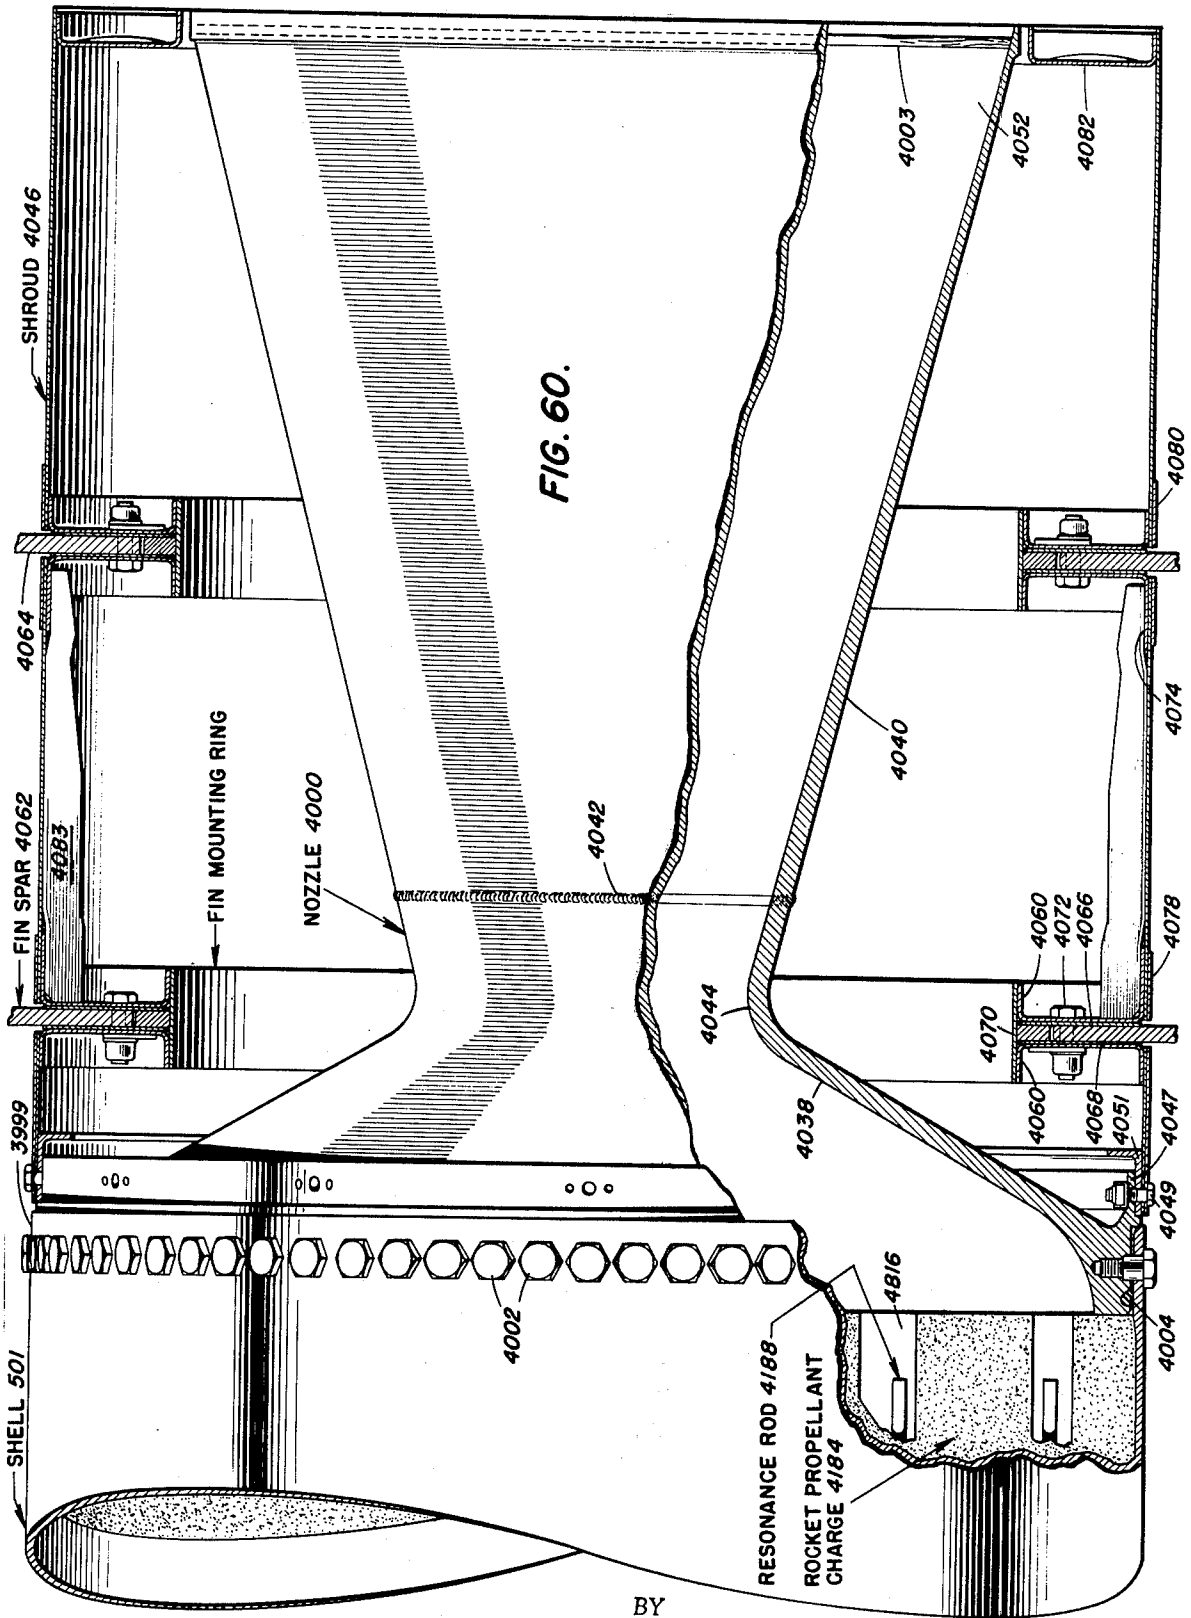 SHELL 501
3999
FIN SPAR 4062
4064
SHROUD 4046
4083
FIN MOUNTING RING
NOZZLE 4000
FIG. 60.
4042
4002
4003
4052
4082
4080
4074
4040
4044
4038
4070
4060
4072
4066
4078
4060
4068
4051
4047
4049
4004
4816
RESONANCE ROD 4188
ROCKET PROPELLANT
CHARGE 4184
BY